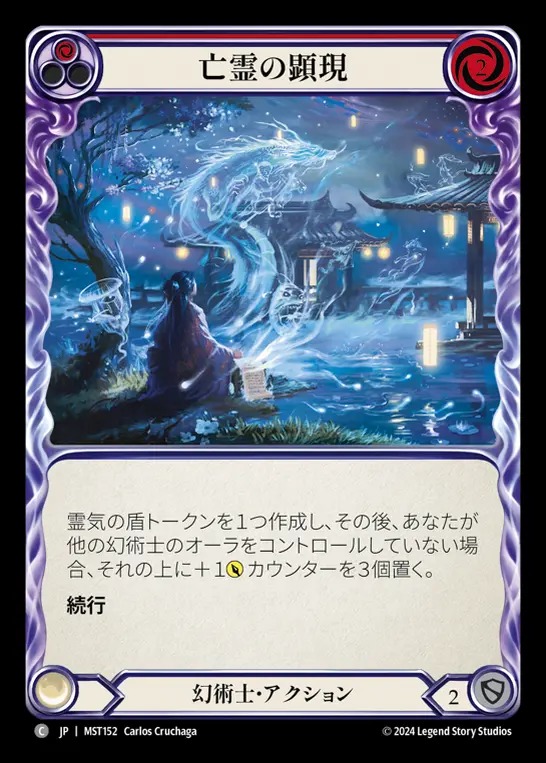 2
亡霊の顕現
霊気の盾トークンを1つ作成し、その後、あなたが
他の幻術士のオーラをコントロールしていない場
合、それの上に＋1カウンターを3個置く。
続行
幻術士・アクション
2
C JP | MST152 Carlos Cruchaga
© 2024 Legend Story Studios